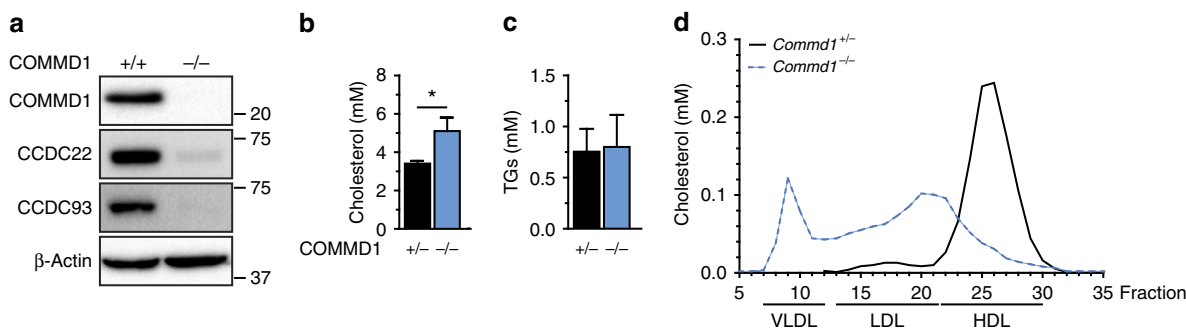 a
COMMD1 +/+ –/–
COMMD1
20
CCDC22
75
CCDC93
75
β-Actin
37
b
Cholesterol (mM)
8
6
4
2
0
*
COMMD1 +/– –/–
c
TGs (mM)
1.5
1.0
0.5
0.0
+/– –/–
d
Cholesterol (mM)
0.3
0.2
0.1
0.0
Commd1+/–
Commd1–/–
5 10 15 20 25 30 35 Fraction
VLDL LDL HDL